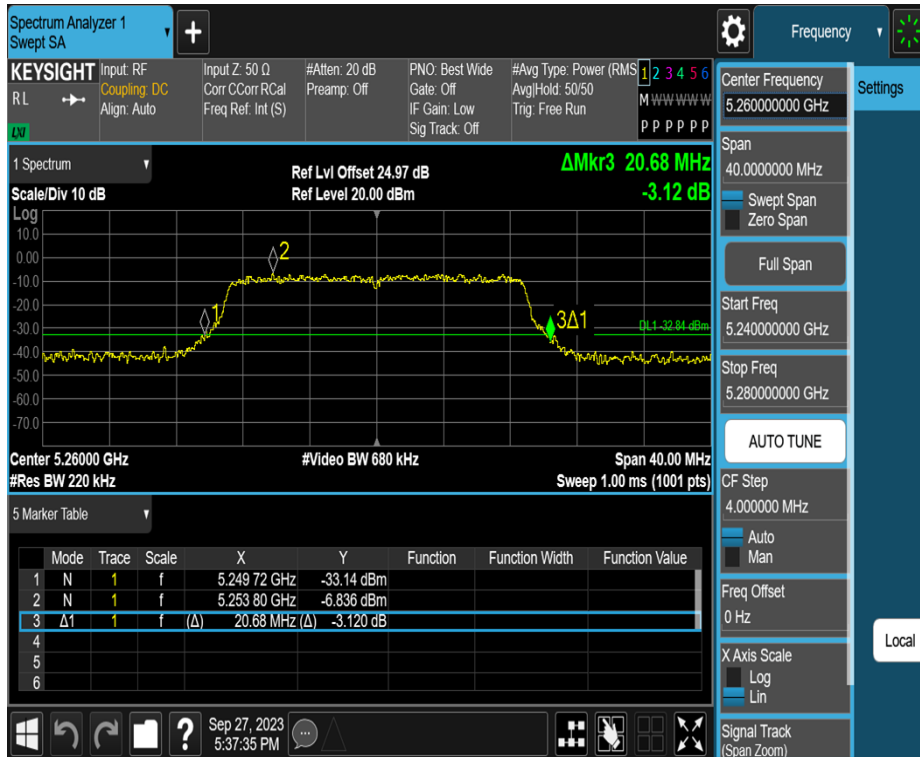 Spectrum Analyzer 1
Swept SA
Frequency
KEYSIGHT
R L
LXI
Input: RF
Coupling: DC
Align: Auto
Input Z: 50 Ω
Corr CCorr RCal
Freq Ref: Int (S)
#Atten: 20 dB
Preamp: Off
PNO: Best Wide
Gate: Off
IF Gain: Low
Sig Track: Off
#Avg Type: Power (RMS
Avg|Hold: 50/50
Trig: Free Run
1 2 3 4 5 6
M W W W W W
P P P P P P
Center Frequency
5.260000000 GHz
Settings
Span
40.0000000 MHz
Swept Span
Zero Span
Full Span
Start Freq
5.240000000 GHz
Stop Freq
5.280000000 GHz
AUTO TUNE
CF Step
4.000000 MHz
Auto
Man
Freq Offset
0 Hz
X Axis Scale
Log
Lin
Local
Signal Track
(Span Zoom)
1 Spectrum
Scale/Div 10 dB
Log
Ref Lvl Offset 24.97 dB
Ref Level 20.00 dBm
ΔMkr3 20.68 MHz
-3.12 dB
10.0
0.00
-10.0
-20.0
-30.0
-40.0
-50.0
-60.0
-70.0
2
1
3Δ1
DL1 -32.84 dBm
Center 5.26000 GHz
#Res BW 220 kHz
#Video BW 680 kHz
Span 40.00 MHz
Sweep 1.00 ms (1001 pts)
5 Marker Table
Mode Trace Scale X Y Function Function Width Function Value
1 N 1 f 5.249 72 GHz -33.14 dBm
2 N 1 f 5.253 80 GHz -6.836 dBm
3 Δ1 1 f (Δ) 20.68 MHz (Δ) -3.120 dB
4
5
6
?
Sep 27, 2023
5:37:35 PM